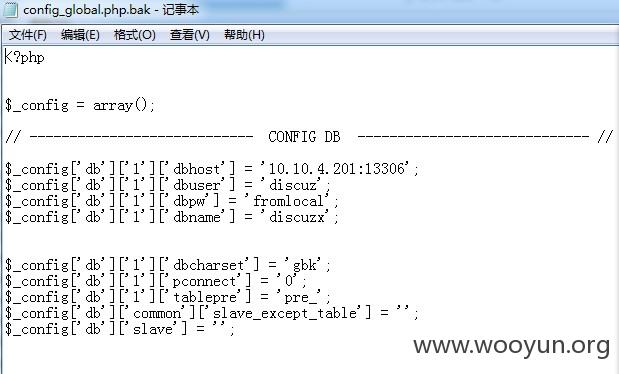 config_global.php.bak - 记事本
文件(F) 编辑(E) 格式(O) 查看(V) 帮助(H)
<?php
$_config = array();
// ---------------------------- CONFIG DB ----------------------------- //
$_config['db']['1']['dbhost'] = '10.10.4.201:13306';
$_config['db']['1']['dbuser'] = 'discuz';
$_config['db']['1']['dbpw'] = 'fromlocal';
$_config['db']['1']['dbname'] = 'discuzx';
$_config['db']['1']['dbcharset'] = 'gbk';
$_config['db']['1']['pconnect'] = '0';
$_config['db']['1']['tablepre'] = 'pre_';
$_config['db']['common']['slave_except_table'] = '';
$_config['db']['slave'] = '';
www.wooyun.org